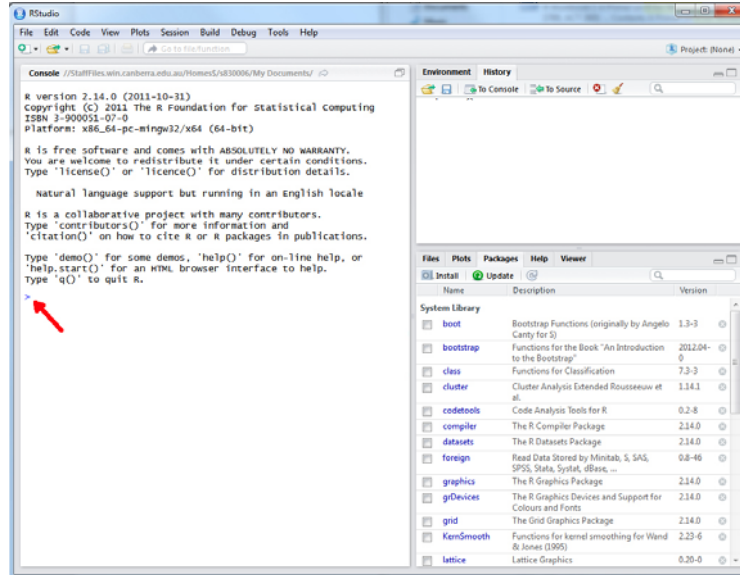 RStudio
File Edit Code View Plots Session Build Debug Tools Help
Go to file/function
Project: (None)
Console //StaffFiles.win.canberra.edu.au/Homes$/s830006/My Documents/
R version 2.14.0 (2011-10-31)
Copyright (C) 2011 The R Foundation for Statistical Computing
ISBN 3-900051-07-0
Platform: x86_64-pc-mingw32/x64 (64-bit)
R is free software and comes with ABSOLUTELY NO WARRANTY.
You are welcome to redistribute it under certain conditions.
Type 'license()' or 'licence()' for distribution details.
Natural language support but running in an English locale
R is a collaborative project with many contributors.
Type 'contributors()' for more information and
'citation()' on how to cite R or R packages in publications.
Type 'demo()' for some demos, 'help()' for on-line help, or
'help.start()' for an HTML browser interface to help.
Type 'q()' to quit R.
>
Environment History
To Console To Source
Files Plots Packages Help Viewer
Install Update
Name Description Version
System Library
boot Bootstrap Functions (originally by Angelo 1.3-3
Canty for S)
bootstrap Functions for the Book "An Introduction 2012.04-
to the Bootstrap" 0
class Functions for Classification 7.3-3
cluster Cluster Analysis Extended Rousseeuw et 1.14.1
al.
codetools Code Analysis Tools for R 0.2-8
compiler The R Compiler Package 2.14.0
datasets The R Datasets Package 2.14.0
foreign Read Data Stored by Minitab, S, SAS, 0.8-46
SPSS, Stata, Systat, dBase, ...
graphics The R Graphics Package 2.14.0
grDevices The R Graphics Devices and Support for 2.14.0
Colours and Fonts
grid The Grid Graphics Package 2.14.0
KernSmooth Functions for kernel smoothing for Wand 2.23-6
& Jones (1995)
lattice Lattice Graphics 0.20-0